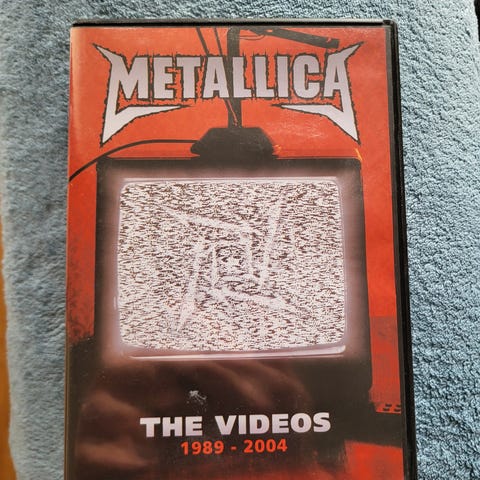 METALLICA
THE VIDEOS
1989 - 2004